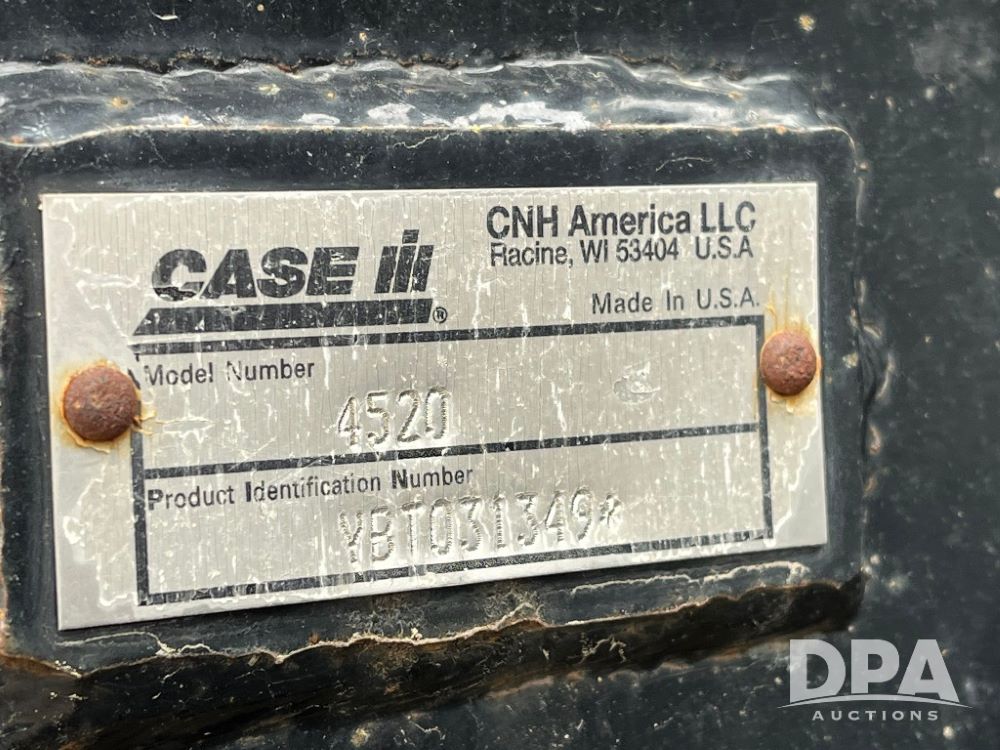 CASE IH®
CNH America LLC
Racine, WI 53404 U.S.A
Made In U.S.A.
Model Number
4520
Product Identification Number
YBT031349*
DPA
AUCTIONS